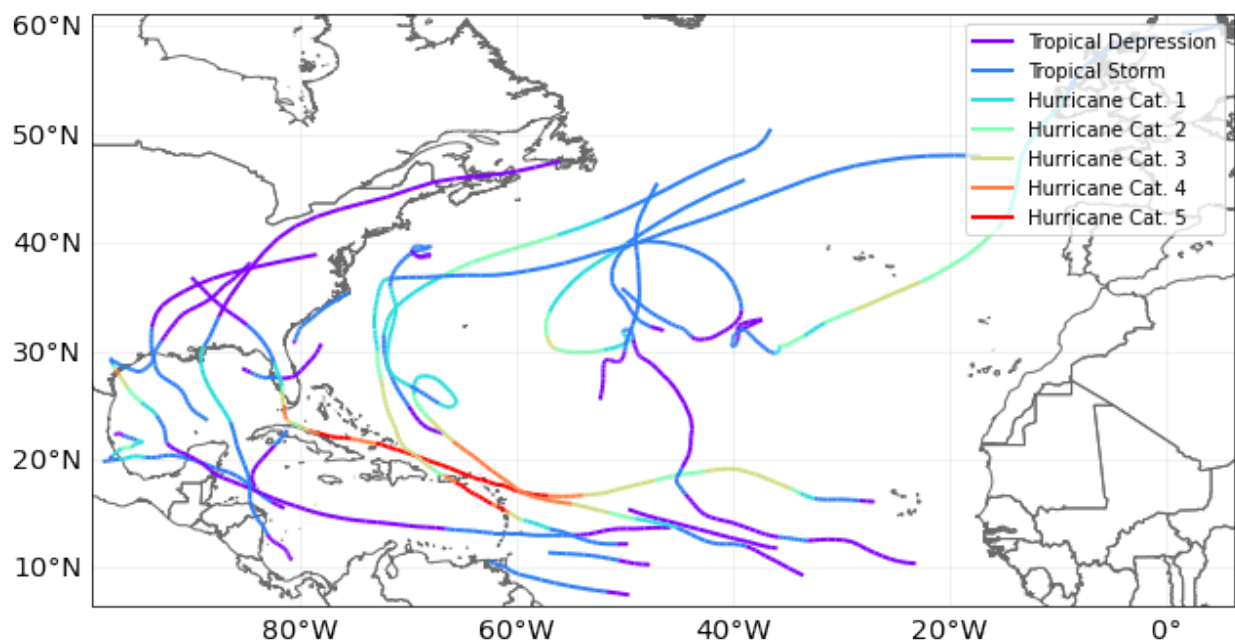 60°N
50°N
40°N
30°N
20°N
10°N
80°W
60°W
40°W
20°W
0°W
Tropical Depression
Tropical Storm
Hurricane Cat. 1
Hurricane Cat. 2
Hurricane Cat. 3
Hurricane Cat. 4
Hurricane Cat. 5